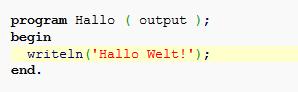 program Hallo ( output );
begin
  writeln('Hallo Welt!');
end.